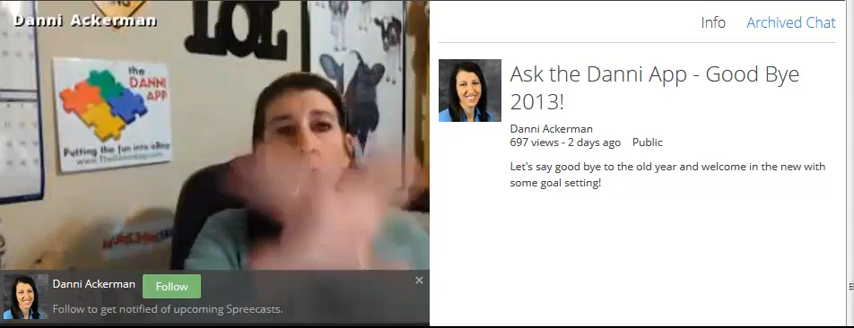 Danni Ackerman
LOL
the
DANNI
APP
Putting the fun into eBay
Danni Ackerman
Follow
Follow to get notified of upcoming Spreecasts.
Info
Archived Chat
Ask the Danni App - Good Bye
2013!
Danni Ackerman
697 views - 2 days ago Public
Let's say good bye to the old year and welcome in the new with
some goal setting!